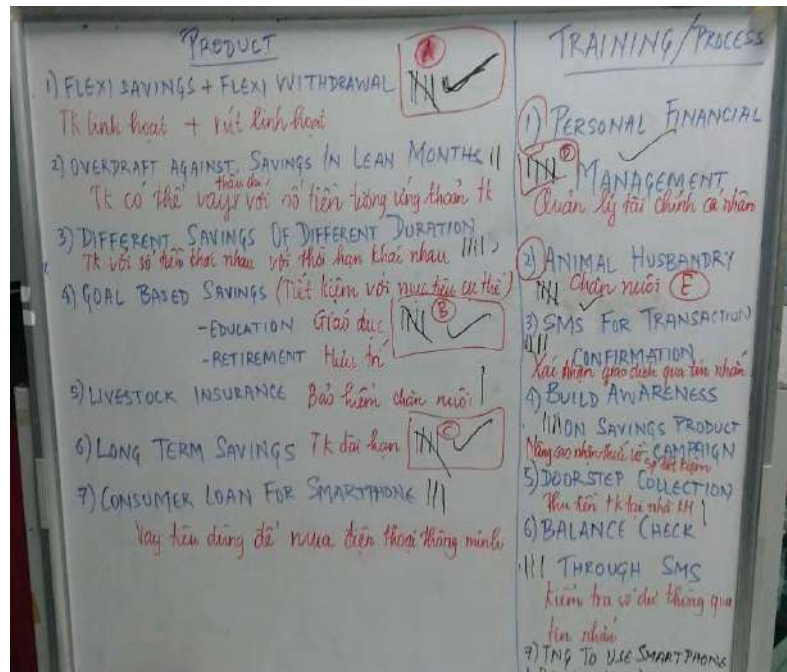 PRODUCT
A
1) FLEXI SAVINGS + FLEXI WITHDRAWAL
TK linh hoạt + rút linh hoạt
2) OVERDRAFT AGAINST SAVINGS IN LEAN MONTHS
thấu chi
TK có thể vay với số tiền tương ứng khoản tk
3) DIFFERENT SAVINGS OF DIFFERENT DURATION
TK với số tiền khác nhau với thời hạn khác nhau
4) GOAL BASED SAVINGS (Tiết kiệm với mục tiêu cụ thể)
-EDUCATION Giáo dục
B
-RETIREMENT Hưu trí
5) LIVESTOCK INSURANCE Bảo hiểm chăn nuôi
6) LONG TERM SAVINGS TK dài hạn
C
7) CONSUMER LOAN FOR SMARTPHONE
Vay tiêu dùng để mua điện thoại thông minh
TRAINING/PROCESS
1) PERSONAL FINANCIAL
D
MANAGEMENT
Quản lý tài chính cá nhân
2) ANIMAL HUSBANDRY
Chăn nuôi E
3) SMS FOR TRANSACTION
CONFIRMATION
Xác nhận giao dịch qua tin nhắn
4) BUILD AWARENESS
ON SAVINGS PRODUCT
Nâng cao nhận thức về CAMPAIGN
sp tiết kiệm
5) DOORSTEP COLLECTION
Thu tiền tk tại nhà KH
6) BALANCE CHECK
THROUGH SMS
kiểm tra số dư thông qua
tin nhắn
7) TNG TO USE SMARTPHONE